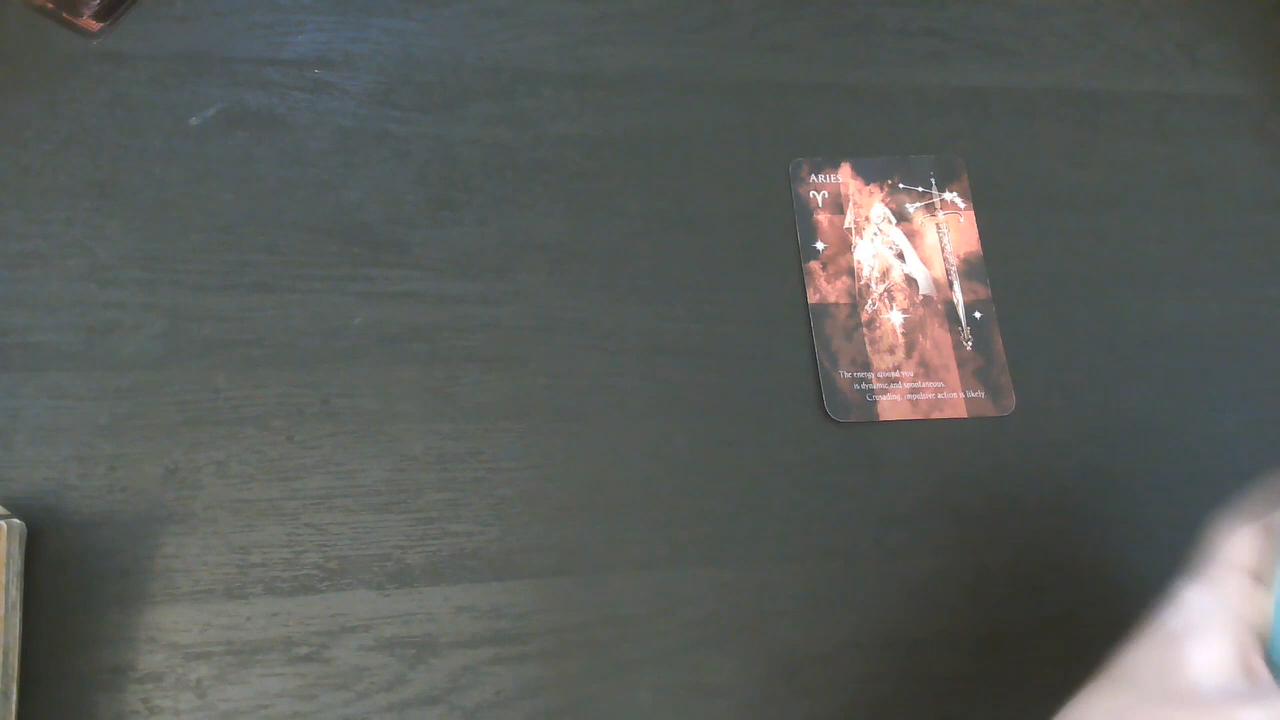 ARIES
The energy around you
is dynamic and spontaneous.
Crusading, impulsive action is likely.